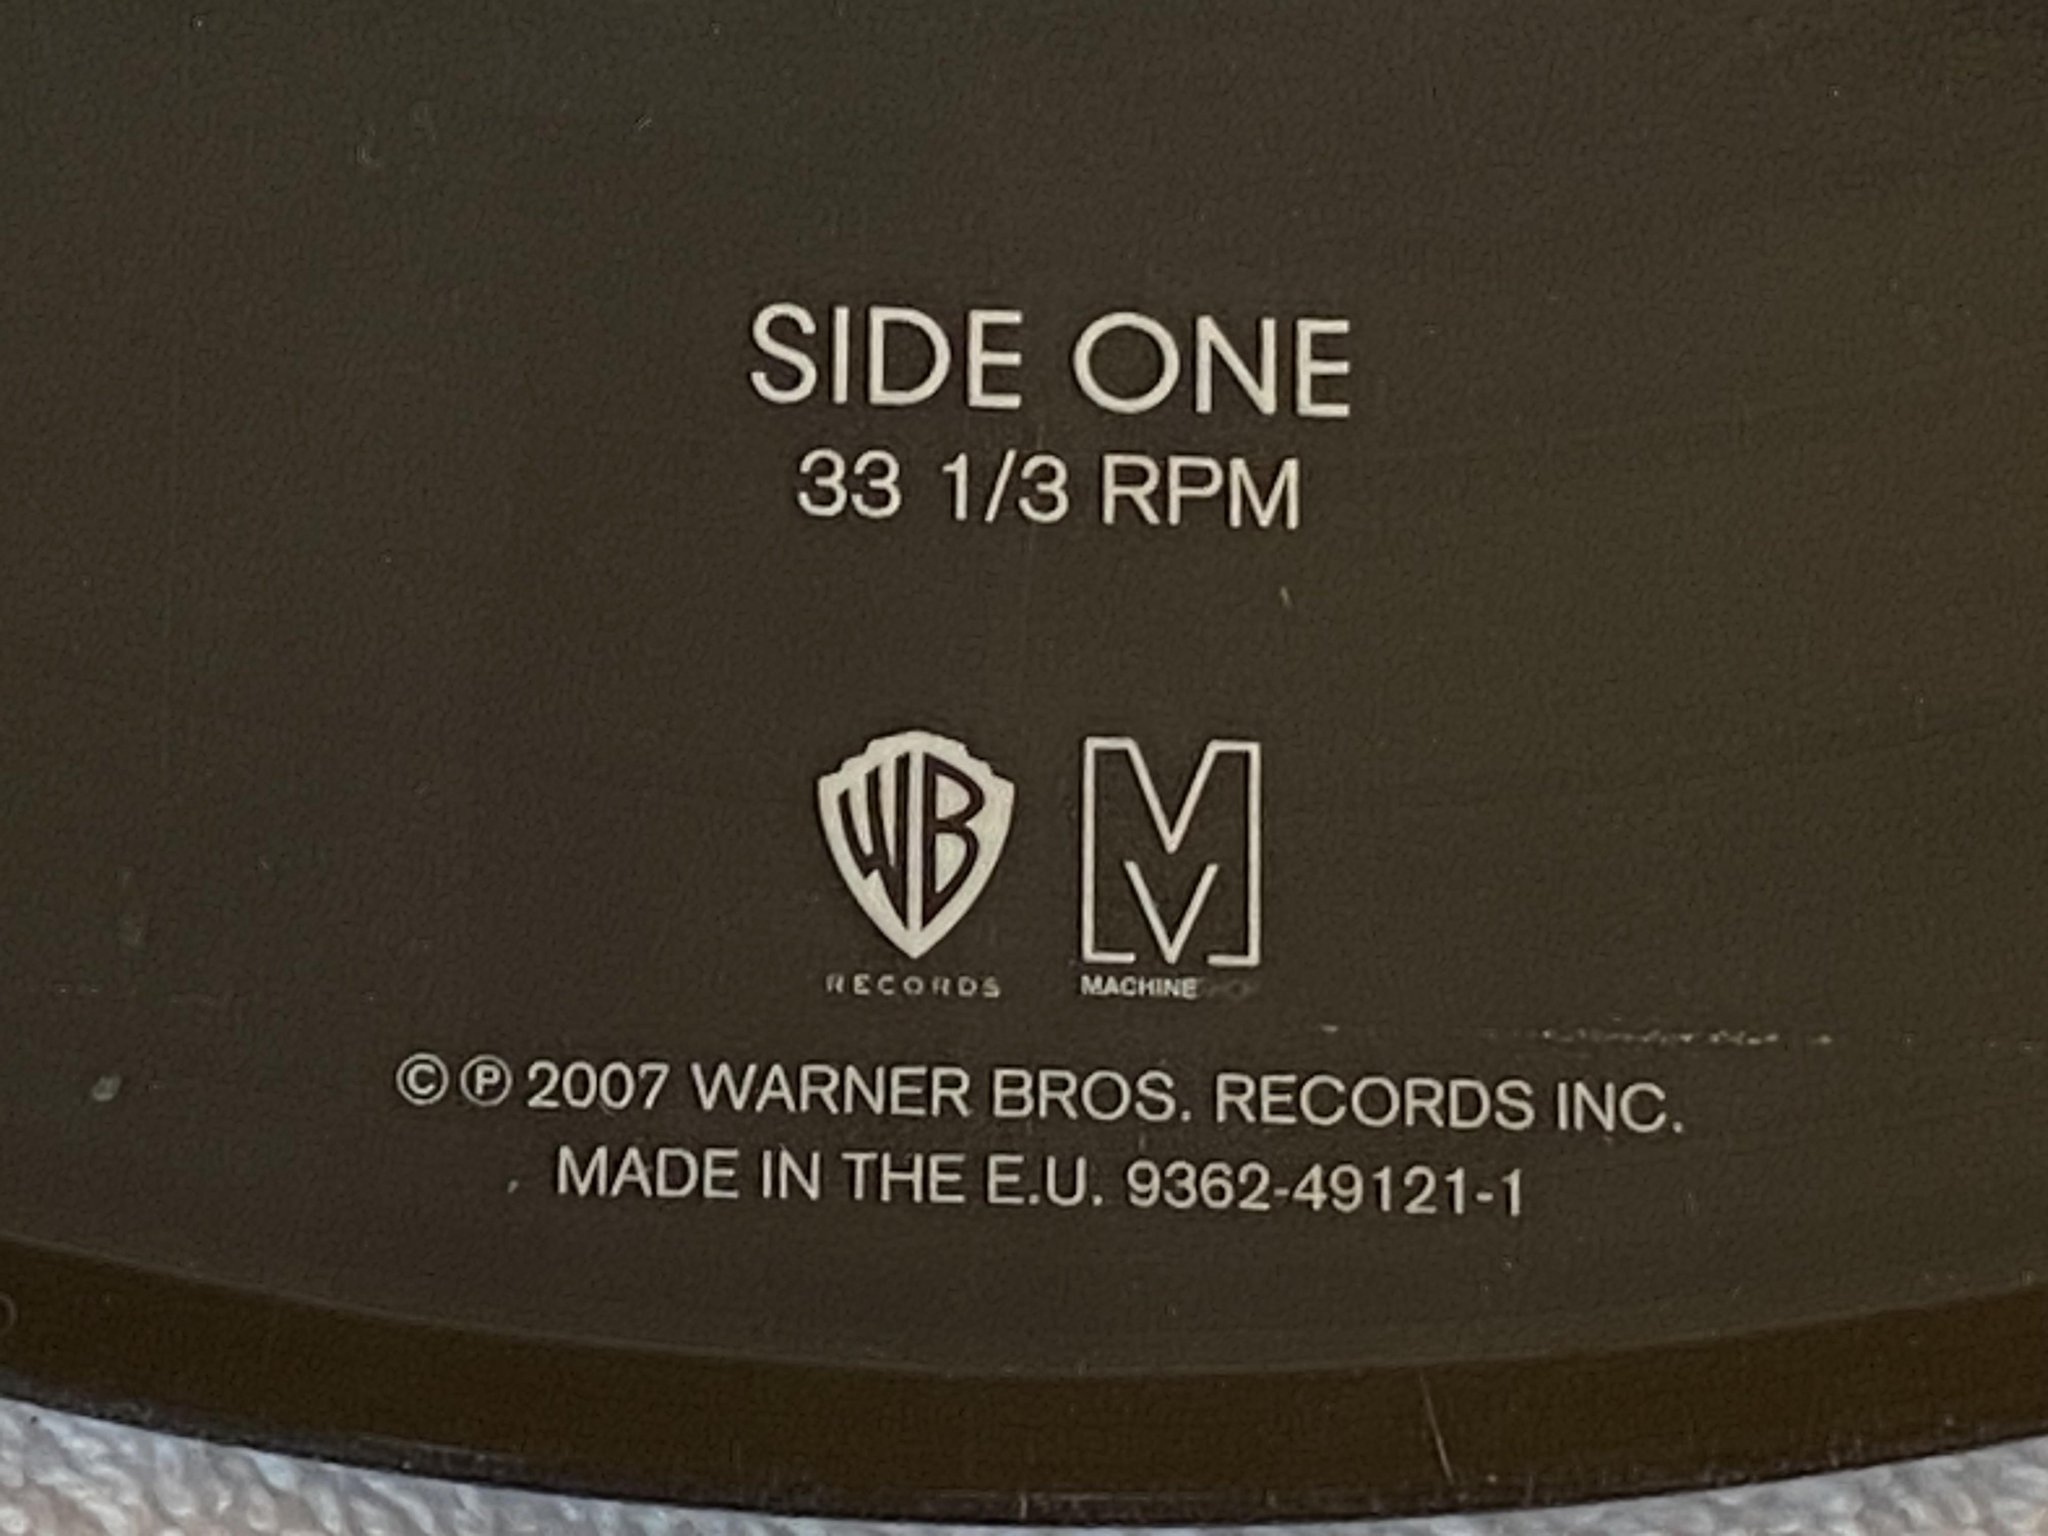 SIDE ONE
33 1/3 RPM
WB
RECORDS
M
MACHINE
© ℗ 2007 WARNER BROS. RECORDS INC.
MADE IN THE E.U. 9362-49121-1